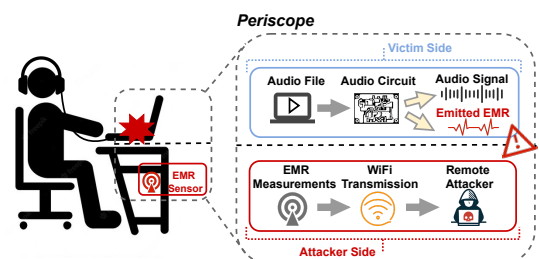 Periscope
Victim Side
Audio File
Audio Circuit
Audio Signal
Emitted EMR
EMR
Sensor
EMR
Measurements
WiFi
Transmission
Remote
Attacker
Attacker Side